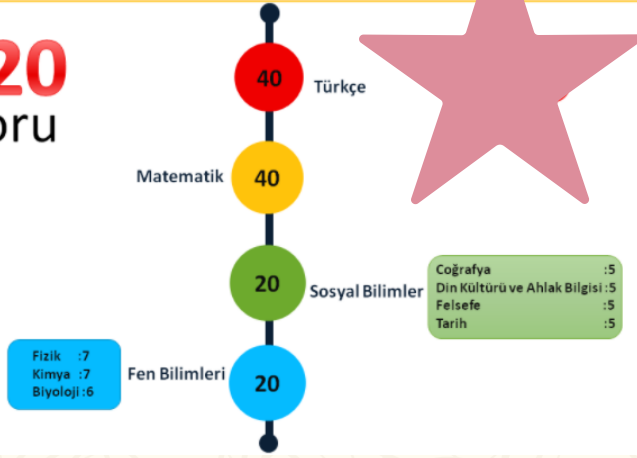 20
oru
40
Türkçe
Matematik
40
20
Sosyal Bilimler
Coğrafya :5
Din Kültürü ve Ahlak Bilgisi :5
Felsefe :5
Tarih :5
Fizik :7
Kimya :7
Biyoloji :6
Fen Bilimleri
20